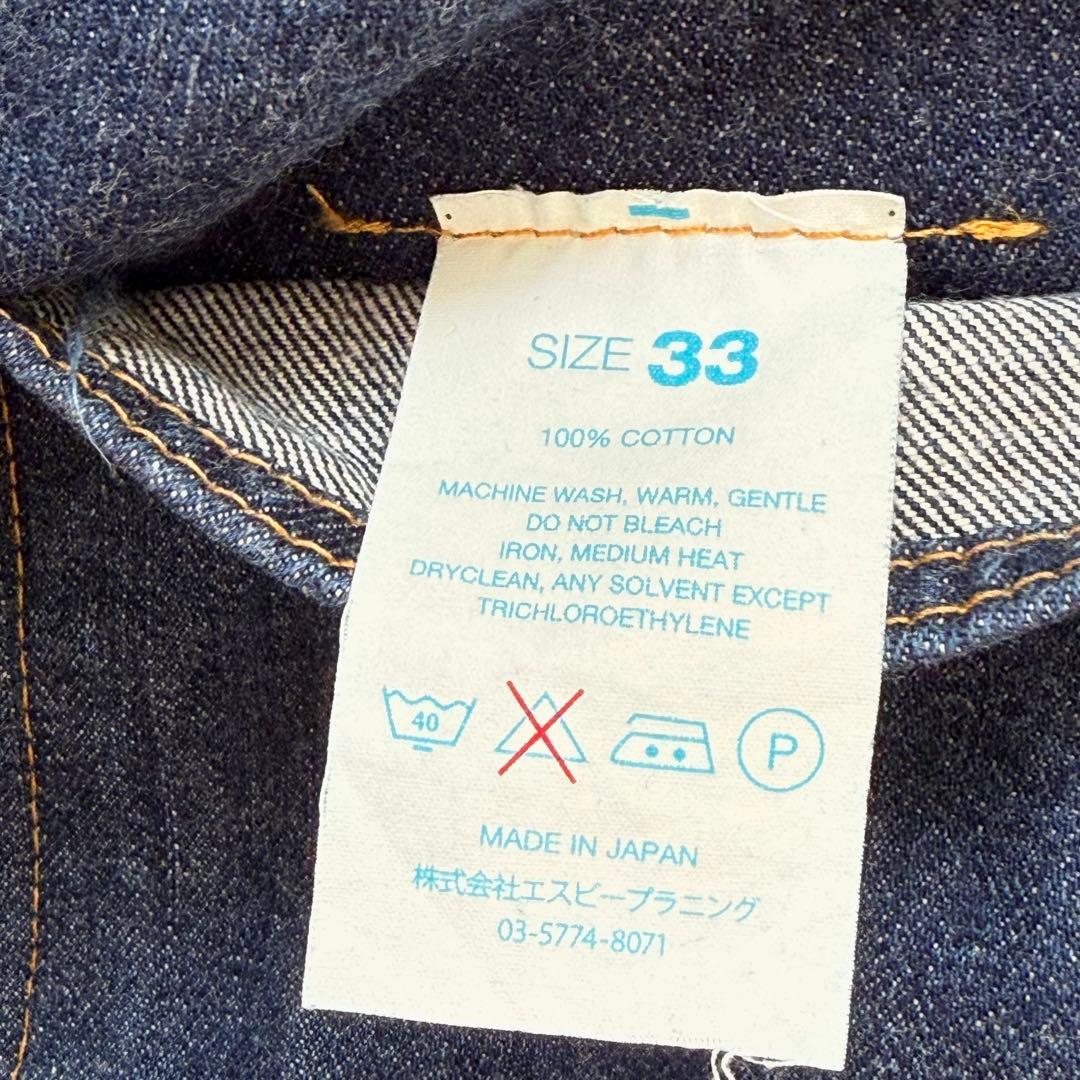 SIZE 33
100% COTTON
MACHINE WASH, WARM, GENTLE
DO NOT BLEACH
IRON, MEDIUM HEAT
DRYCLEAN, ANY SOLVENT EXCEPT
TRICHLOROETHYLENE
40 P
MADE IN JAPAN
株式会社エスビープラニング
03-5774-8071